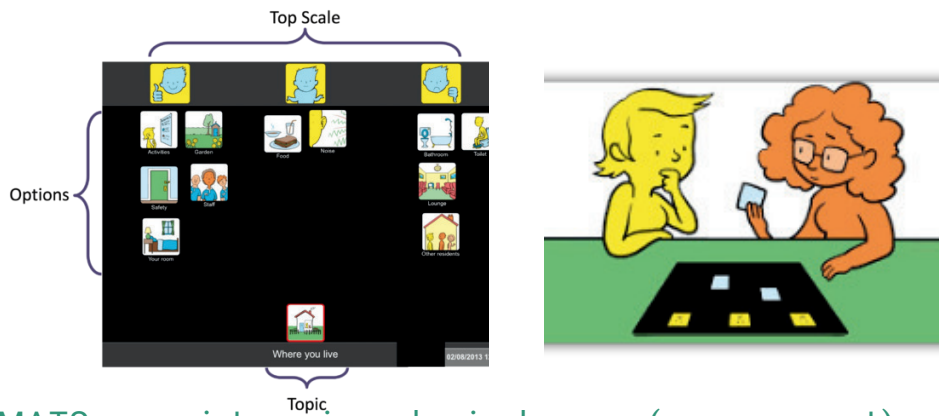 Top Scale
Options
Activities Garden Food Noise Bathroom Toilet
Safety Staff Lounge
Your room Other residents
Where you live
02/08/2013 1
Topic